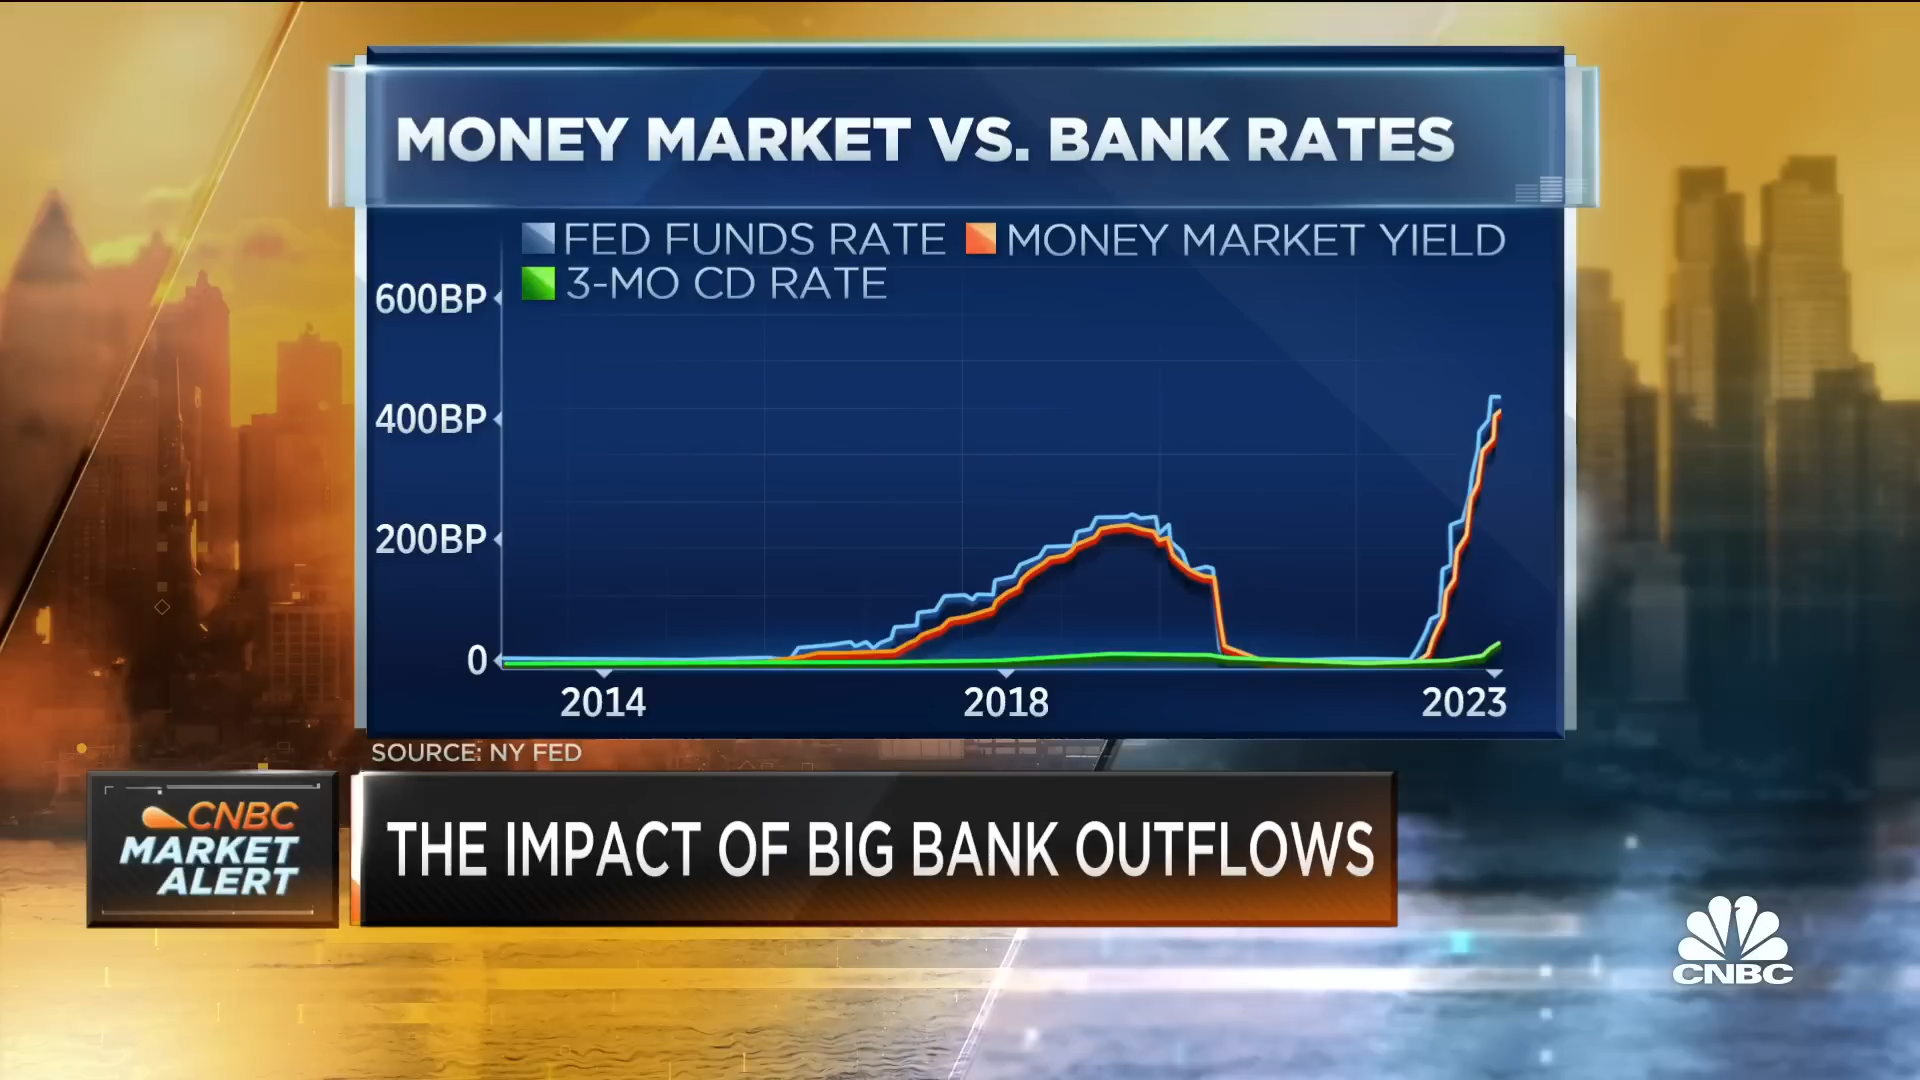 MONEY MARKET VS. BANK RATES
FED FUNDS RATE MONEY MARKET YIELD
3-MO CD RATE
600BP
400BP
200BP
0
2014 2018 2023
SOURCE: NY FED
CNBC
MARKET
ALERT
THE IMPACT OF BIG BANK OUTFLOWS
CNBC